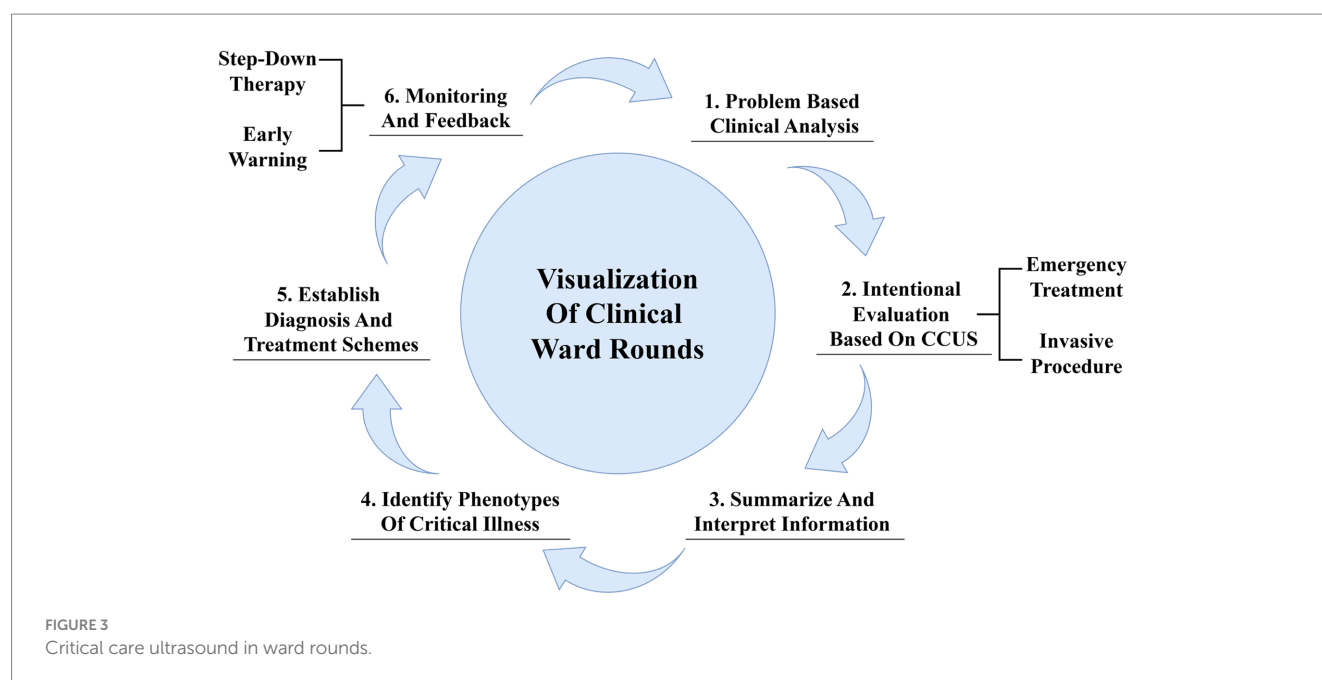 Step-Down
Therapy
Early
Warning
6. Monitoring
And Feedback
1. Problem Based
Clinical Analysis
2. Intentional
Evaluation
Based On CCUS
Emergency
Treatment
Invasive
Procedure
3. Summarize And
Interpret Information
4. Identify Phenotypes
Of Critical Illness
5. Establish
Diagnosis And
Treatment Schemes
Visualization
Of Clinical
Ward Rounds
FIGURE 3
Critical care ultrasound in ward rounds.